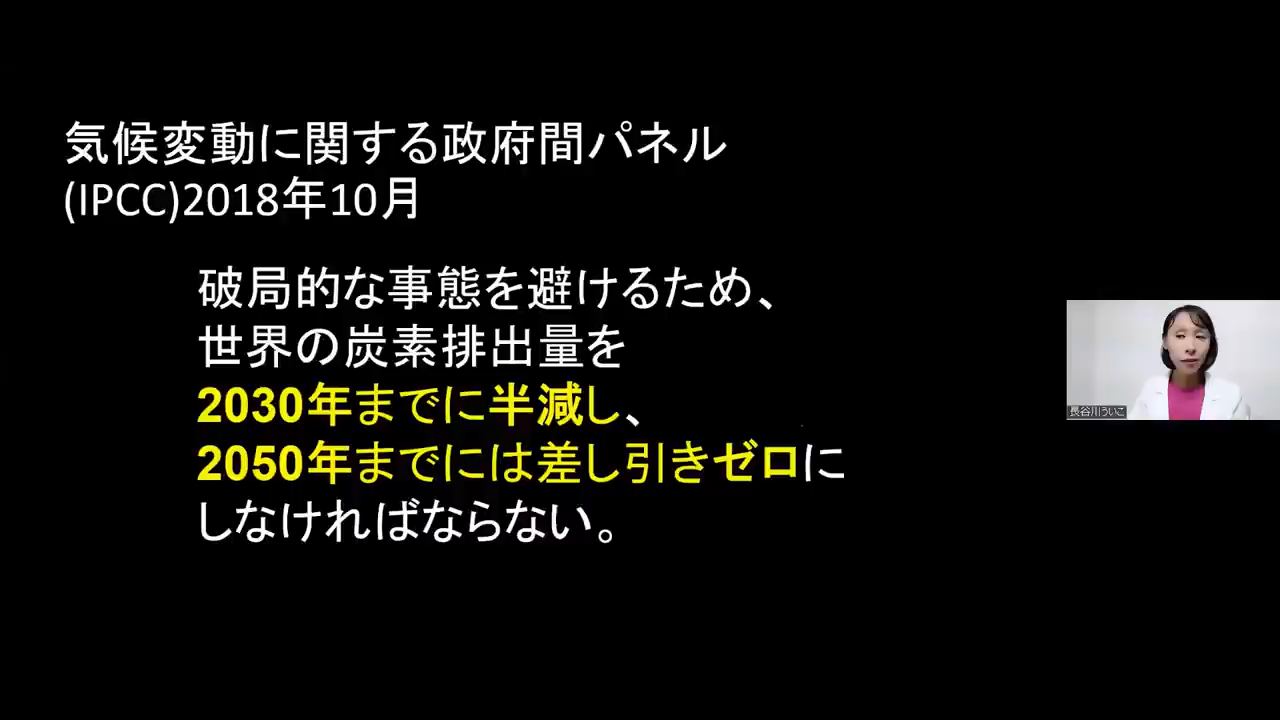 気候変動に関する政府間パネル
(IPCC)2018年10月
破局的な事態を避けるため、
世界の炭素排出量を
2030年までに半減し、
2050年までには差し引きゼロに
しなければならない。
長谷川ういこ